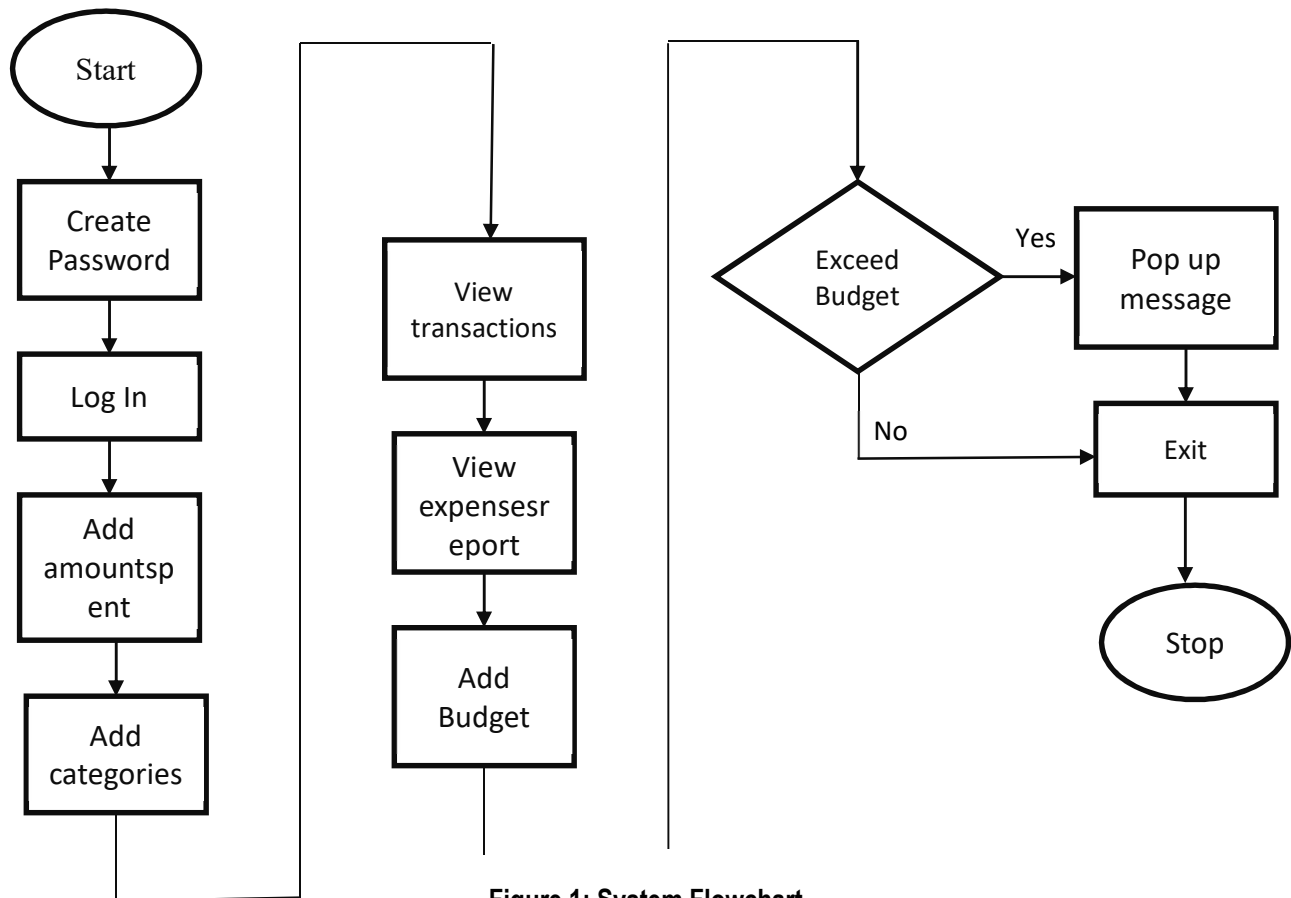 Start
Create
Password
Log In
Add
amountsp
ent
Add
categories
View
transactions
View
expensesr
eport
Add
Budget
Exceed
Budget
Yes
No
Pop up
message
Exit
Stop
Figure 1: System Flowchart